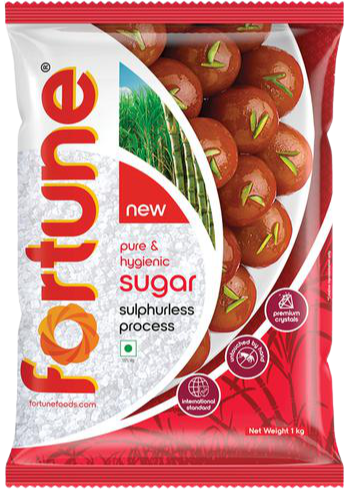 fortune®
new
pure &
hygienic
sugar
sulphurless
process
fortunefoods.com
premium
crystals
untouched by hand
international
standard
Net Weight 1 kg